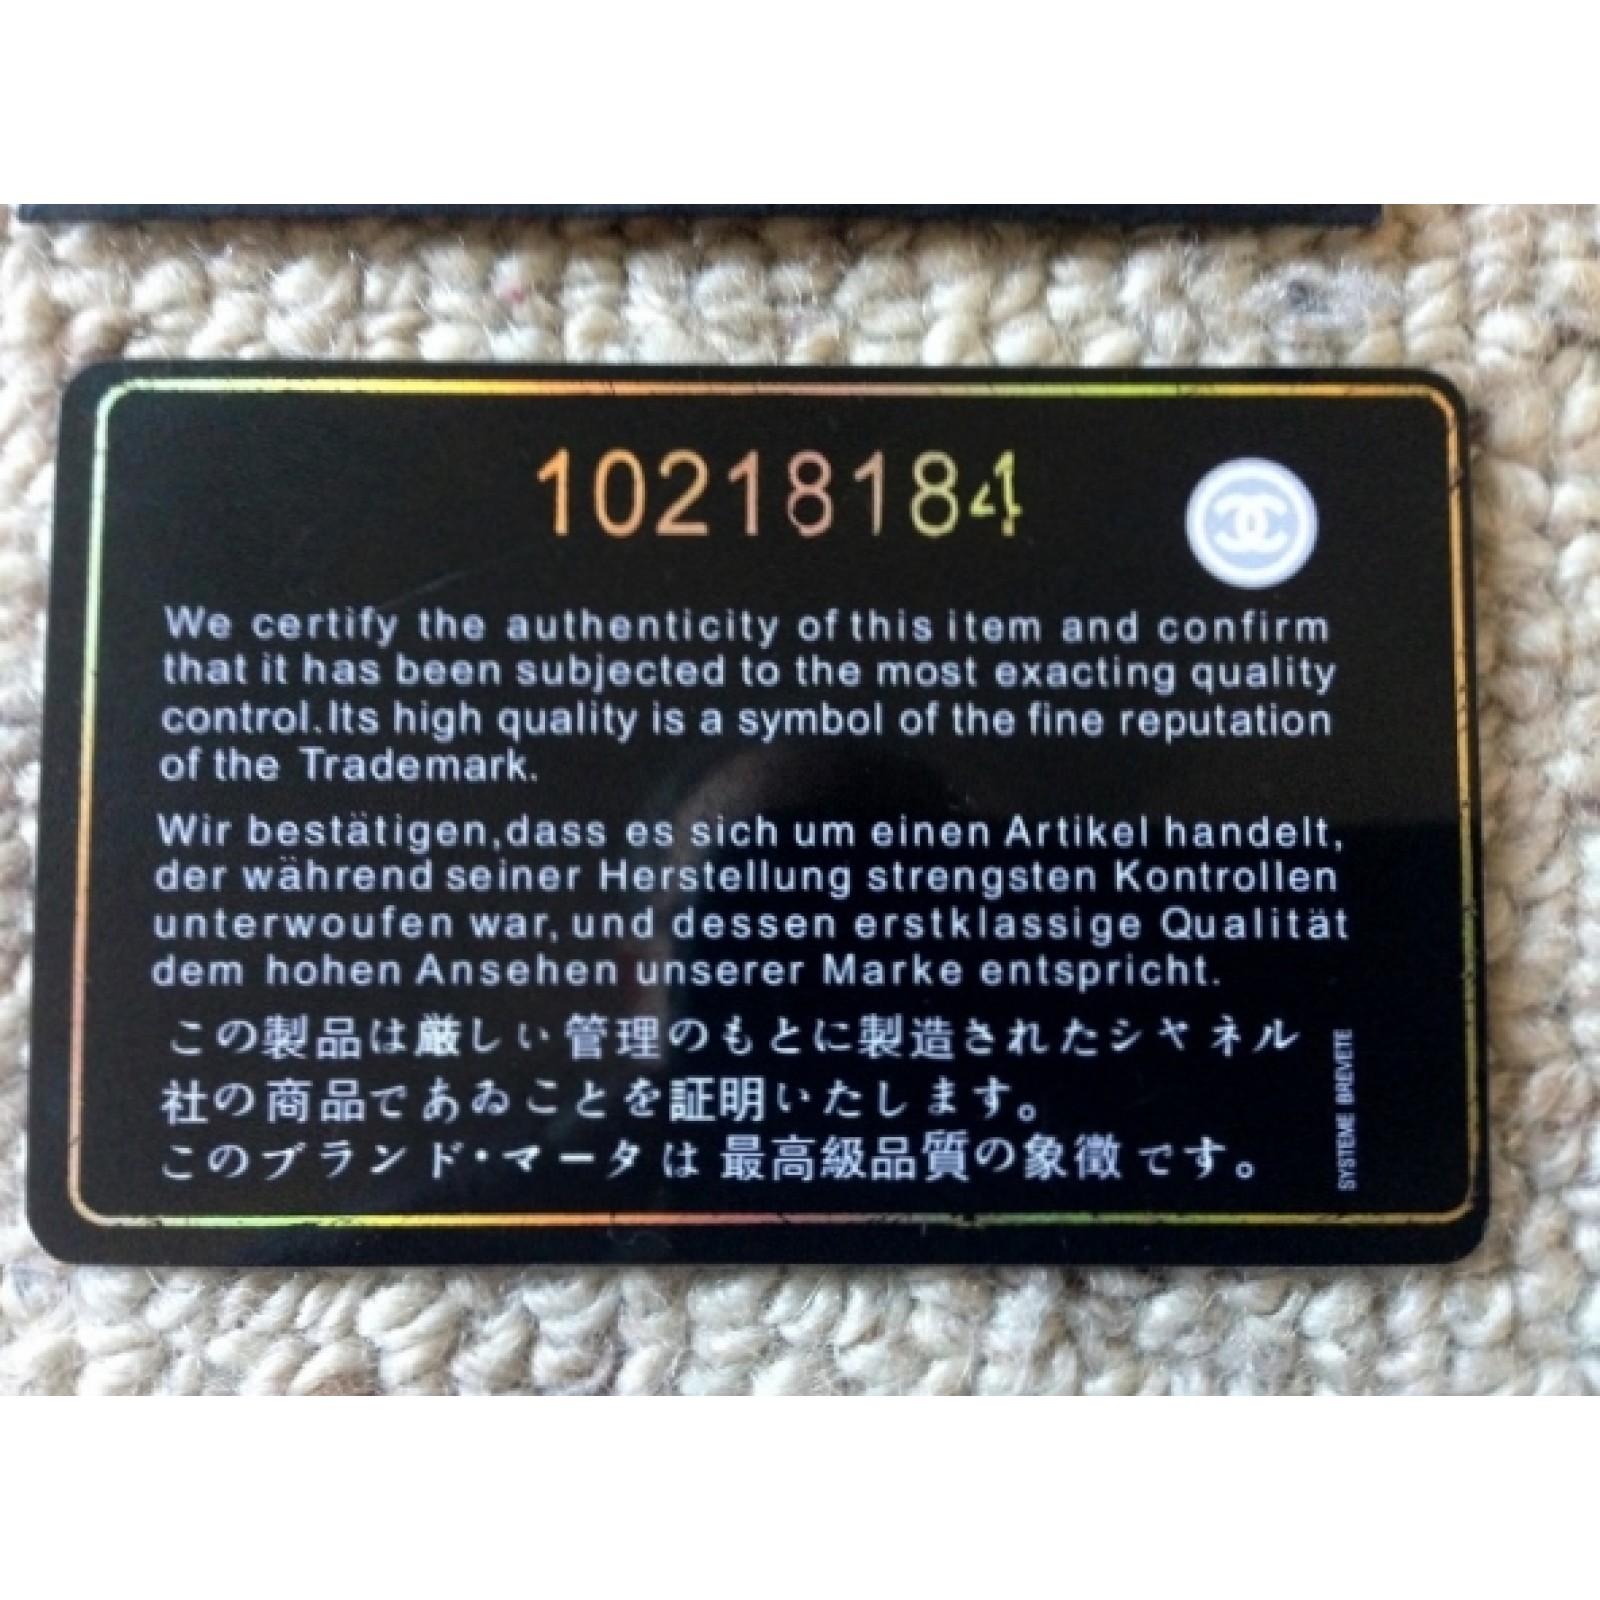 10218184
We certify the authenticity of this item and confirm
that it has been subjected to the most exacting quality
control.Its high quality is a symbol of the fine reputation
of the Trademark.
Wir bestätigen,dass es sich um einen Artikel handelt,
der während seiner Herstellung strengsten Kontrollen
unterwoufen war, und dessen erstklassige Qualität
dem hohen Ansehen unserer Marke entspricht.
この製品は厳しい管理のもとに製造されたシヤネル
社の商品であゐことを証明いたします。
このブランド・マータは最高級品質の象徴です。
SYSTEME BREVETE